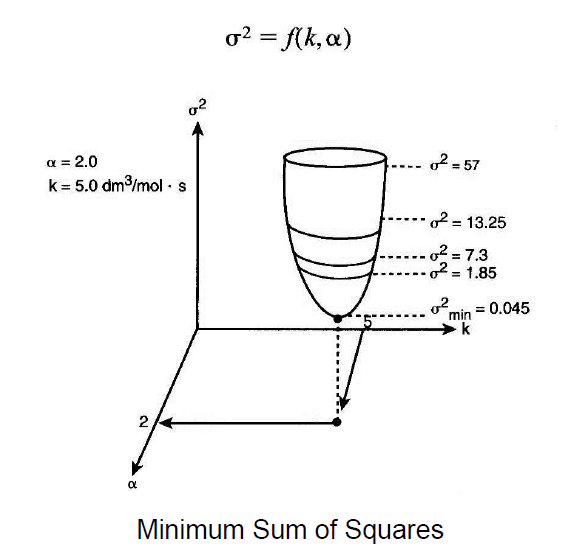 σ² = f(k, α)
σ²
α = 2.0
k = 5.0 dm³/mol · s
σ² = 57
σ² = 13.25
σ² = 7.3
σ² = 1.85
σ²min = 0.045
5
k
2
α
Minimum Sum of Squares